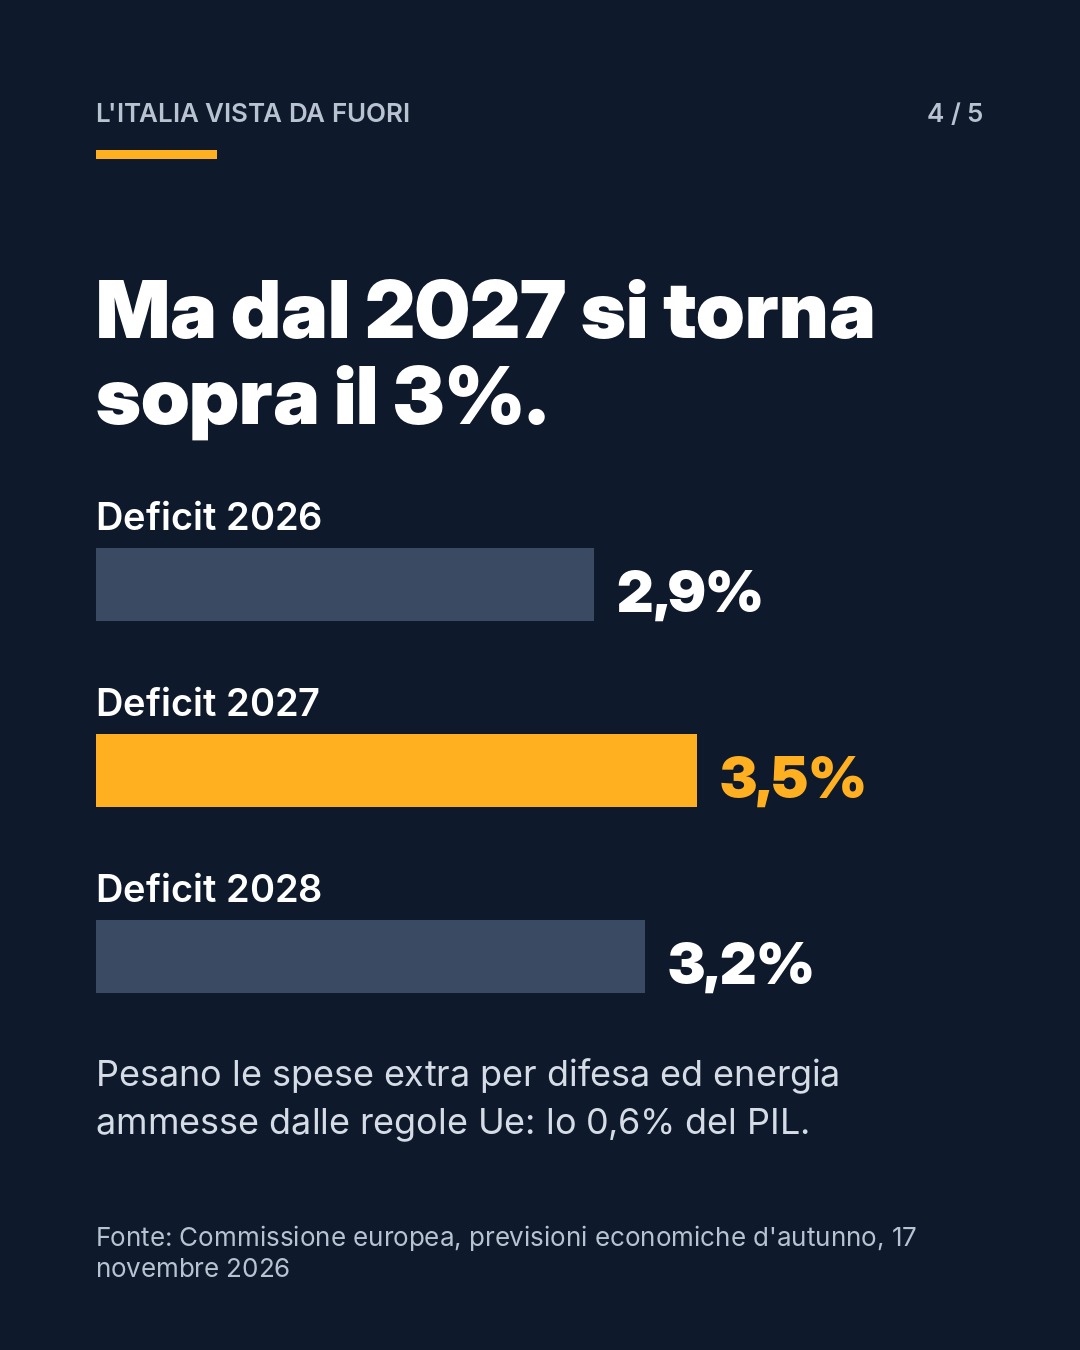 L'ITALIA VISTA DA FUORI
4 / 5
Ma dal 2027 si torna
sopra il 3%.
Deficit 2026
2,9%
Deficit 2027
3,5%
Deficit 2028
3,2%
Pesano le spese extra per difesa ed energia
ammesse dalle regole Ue: lo 0,6% del PIL.
Fonte: Commissione europea, previsioni economiche d'autunno, 17
novembre 2026